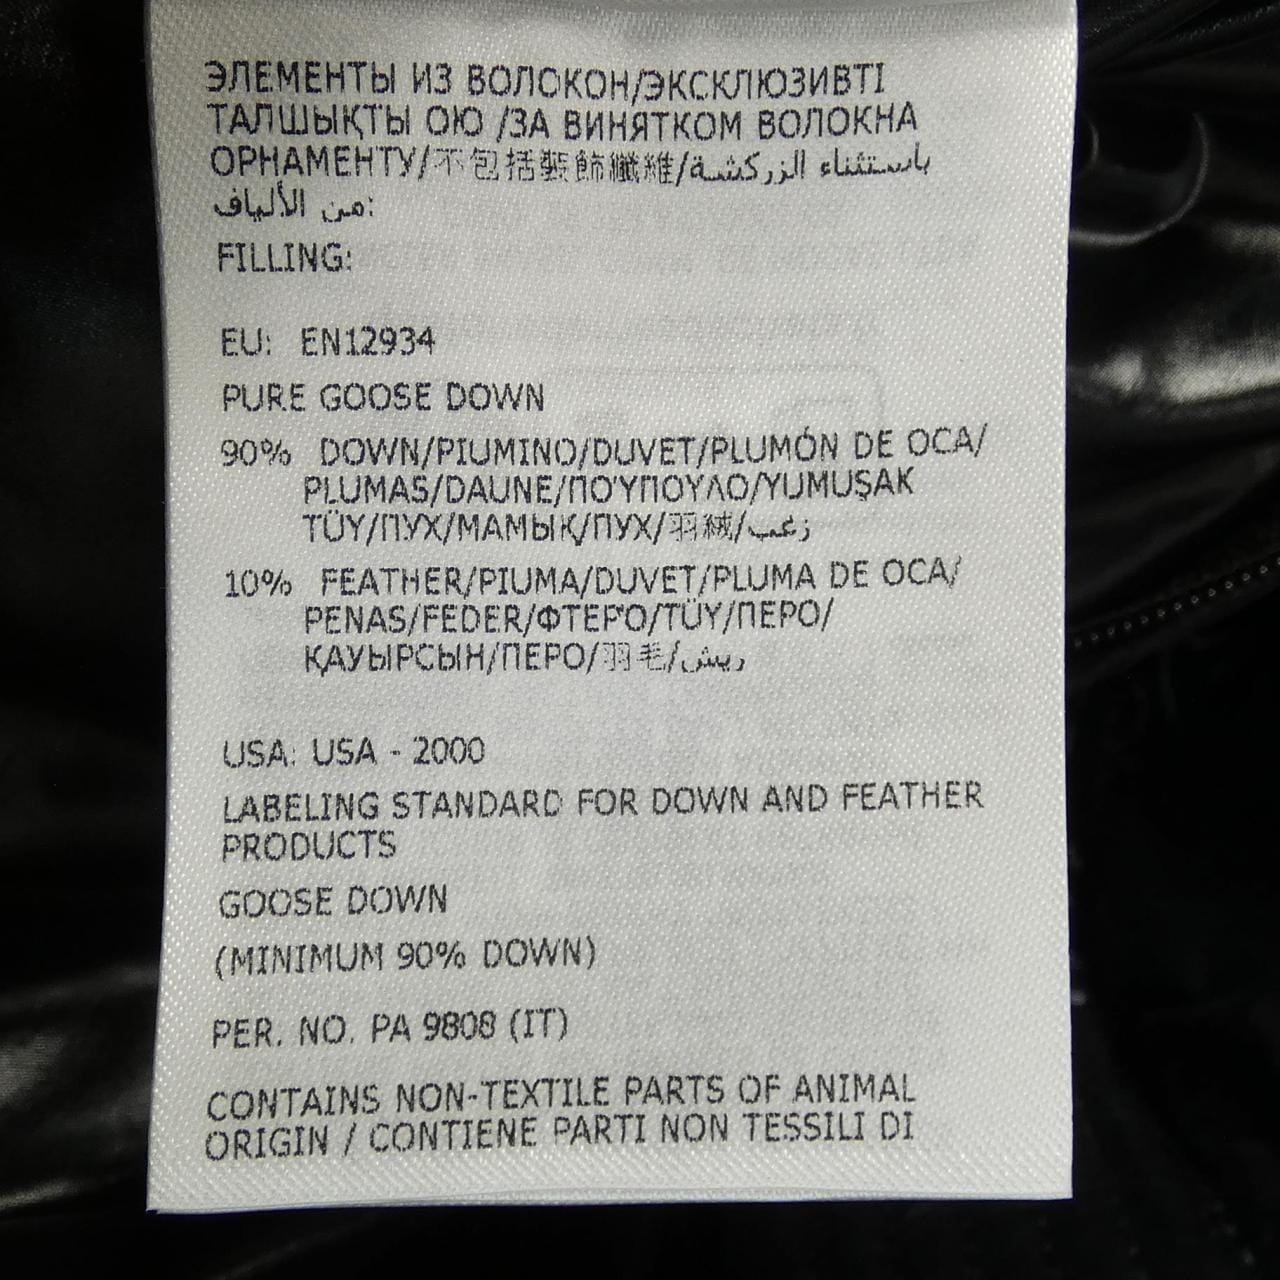 ЭЛЕМЕНТЫ ИЗ ВОЛОКОН/ЭКСКЛЮЗИВТІ
ТАЛШЫҚТЫ ОЮ /ЗА ВИНЯТКОМ ВОЛОКНА
ОРНАМЕНТУ/不包括裝飾纖維/باستثناء الزركشة
من الألياف:
FILLING:
EU: EN12934
PURE GOOSE DOWN
90% DOWN/PIUMINO/DUVET/PLUMÓN DE OCA/
PLUMAS/DAUNE/ΠΟΎΠΟΥΛΟ/YUMUŞAK
TÜY/ПУХ/МАМЫҚ/ПУХ/羽絨/زغب
10% FEATHER/PIUMA/DUVET/PLUMA DE OCA/
PENAS/FEDER/ΦΤΕΡΌ/TÜY/ПЕРО/
ҚАУЫРСЫН/ПЕРО/羽毛/ريش
USA: USA - 2000
LABELING STANDARD FOR DOWN AND FEATHER
PRODUCTS
GOOSE DOWN
(MINIMUM 90% DOWN)
PER. NO. PA 9808 (IT)
CONTAINS NON-TEXTILE PARTS OF ANIMAL
ORIGIN / CONTIENE PARTI NON TESSILI DI